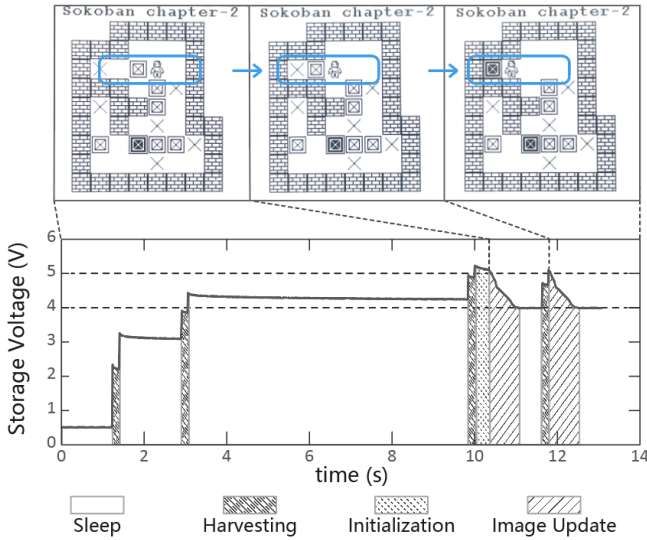 Sokoban chapter-2 Sokoban chapter-2 Sokoban chapter-2
6
5
4
3
2
1
0
Storage Voltage (V)
0 2 4 6 8 10 12 14
time (s)
Sleep Harvesting Initialization Image Update